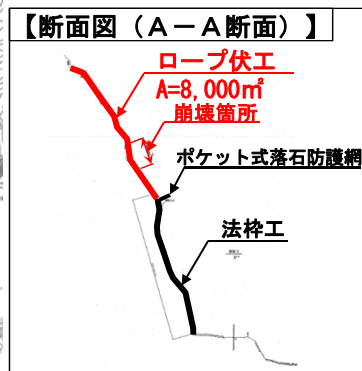 【断面図（A－A断面）】
ロープ伏工
A=8,000㎡
崩壊箇所
ポケット式落石防護網
法枠工